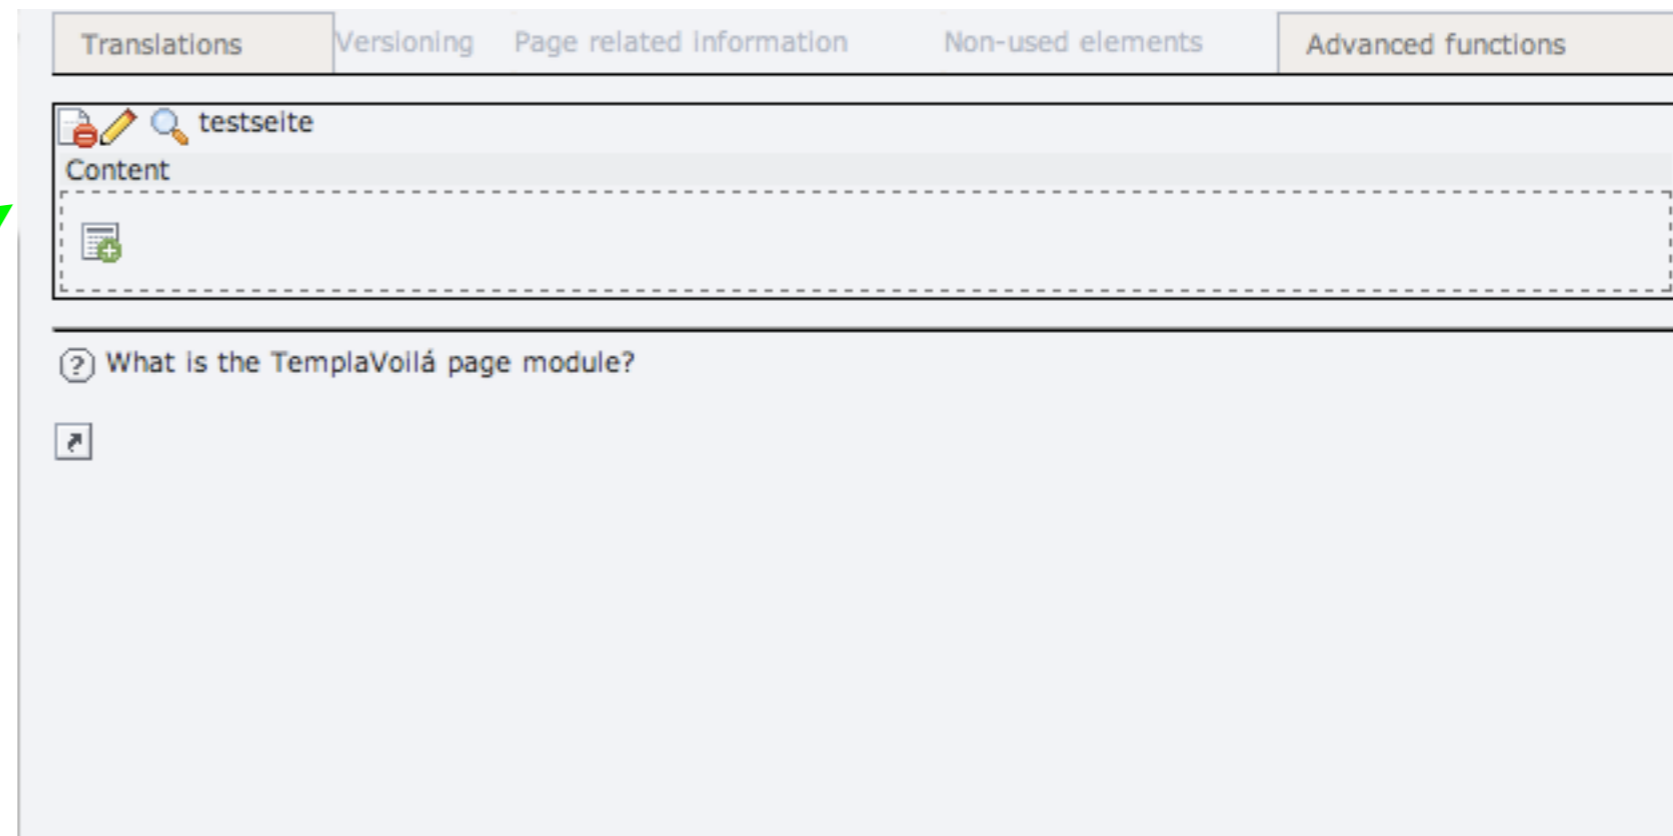 Translations Versioning Page related information Non-used elements Advanced functions
testseite
Content
What is the TemplaVoilá page module?